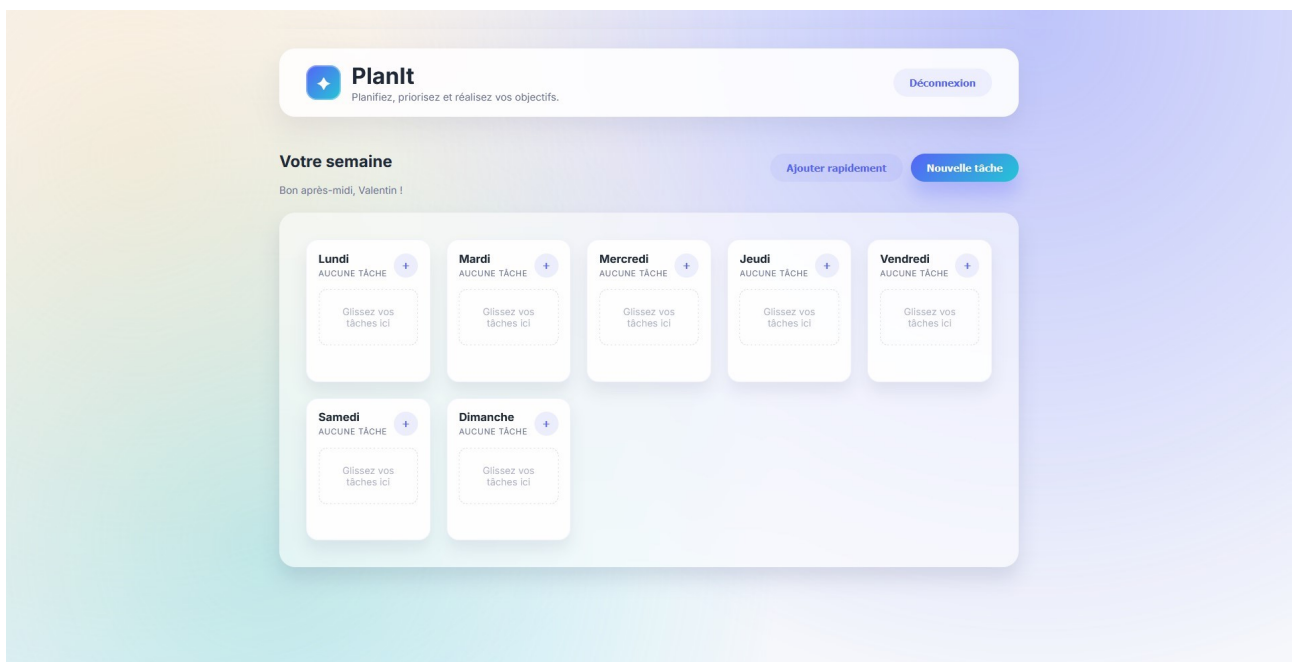 PlanIt
Planifiez, priorisez et réalisez vos objectifs.
Déconnexion
Votre semaine
Bon après-midi, Valentin !
Ajouter rapidement
Nouvelle tâche
Lundi
AUCUNE TÂCHE
+
Glissez vos
tâches ici
Mardi
AUCUNE TÂCHE
+
Glissez vos
tâches ici
Mercredi
AUCUNE TÂCHE
+
Glissez vos
tâches ici
Jeudi
AUCUNE TÂCHE
+
Glissez vos
tâches ici
Vendredi
AUCUNE TÂCHE
+
Glissez vos
tâches ici
Samedi
AUCUNE TÂCHE
+
Glissez vos
tâches ici
Dimanche
AUCUNE TÂCHE
+
Glissez vos
tâches ici